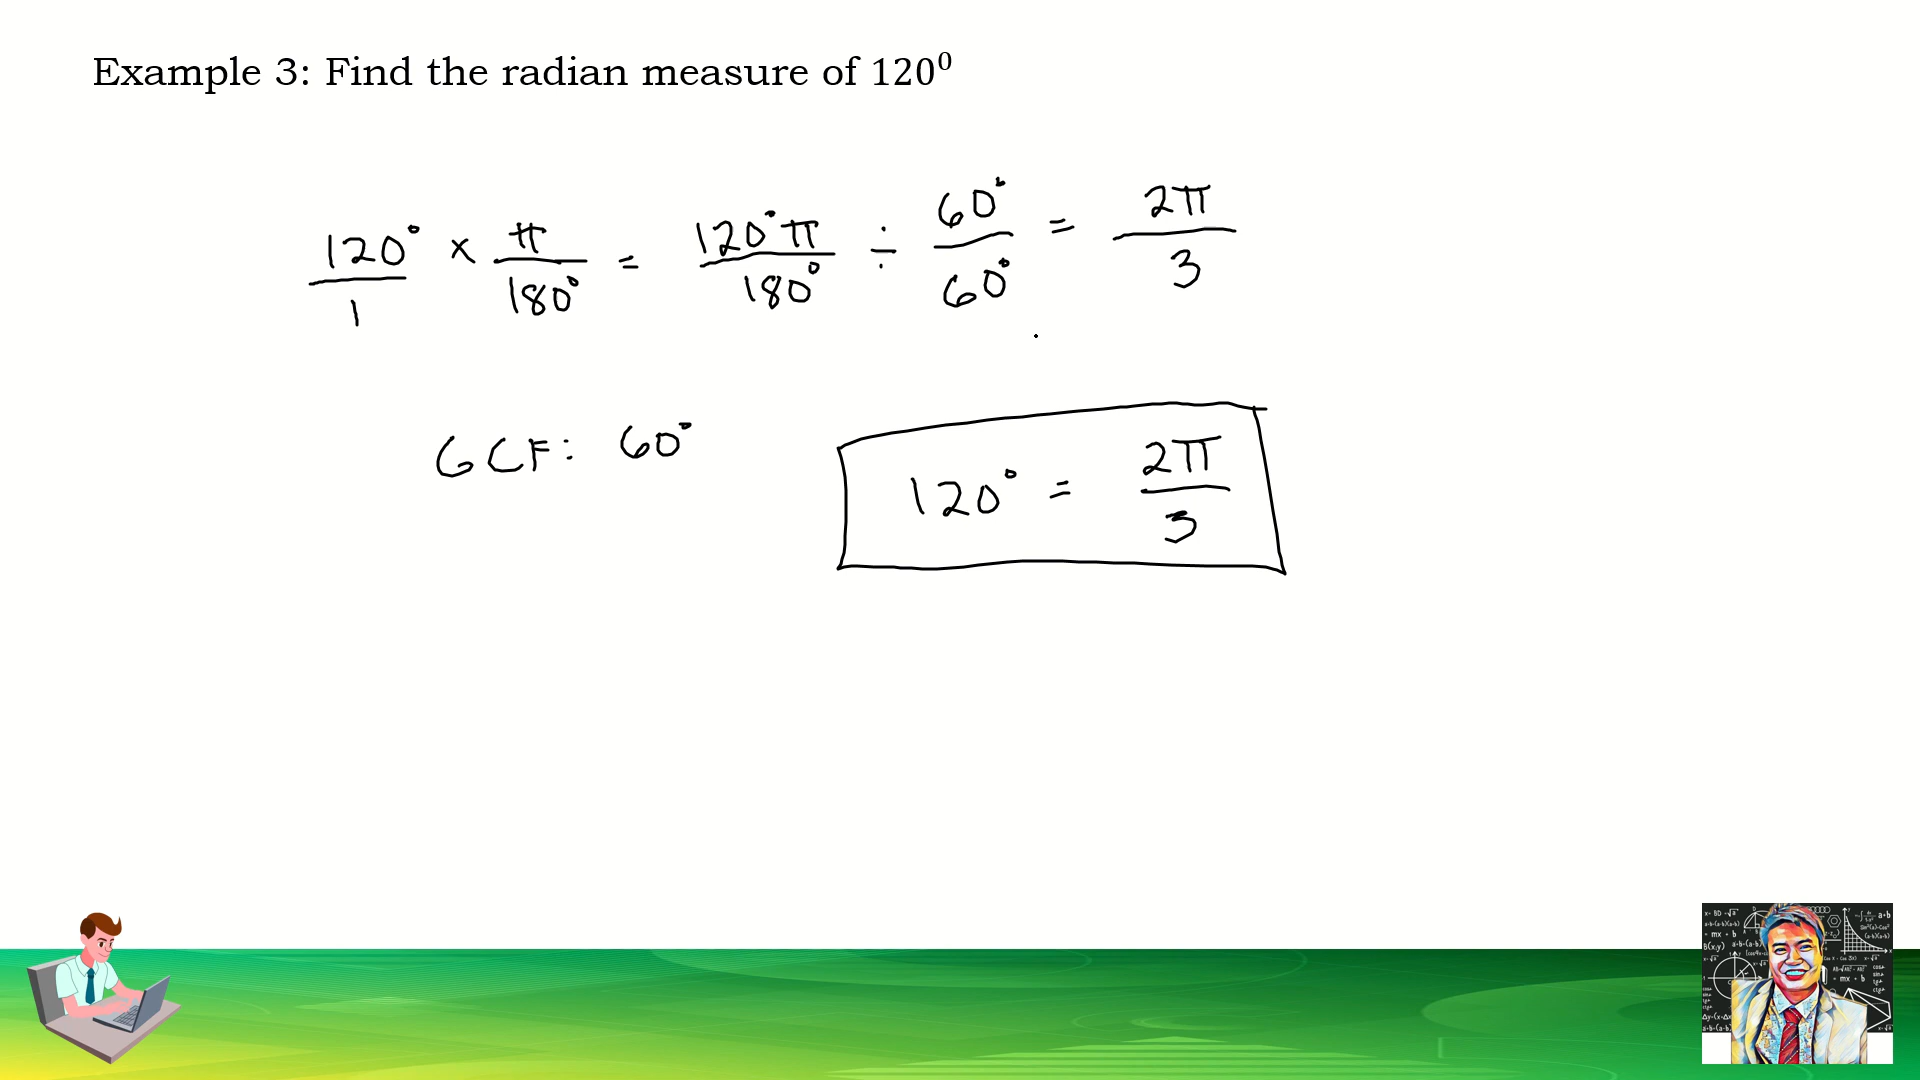 Example 3: Find the radian measure of 120⁰
120°/1 × π/180° = 120°π/180° ÷ 60°/60° = 2π/3
GCF: 60°
120° = 2π/3